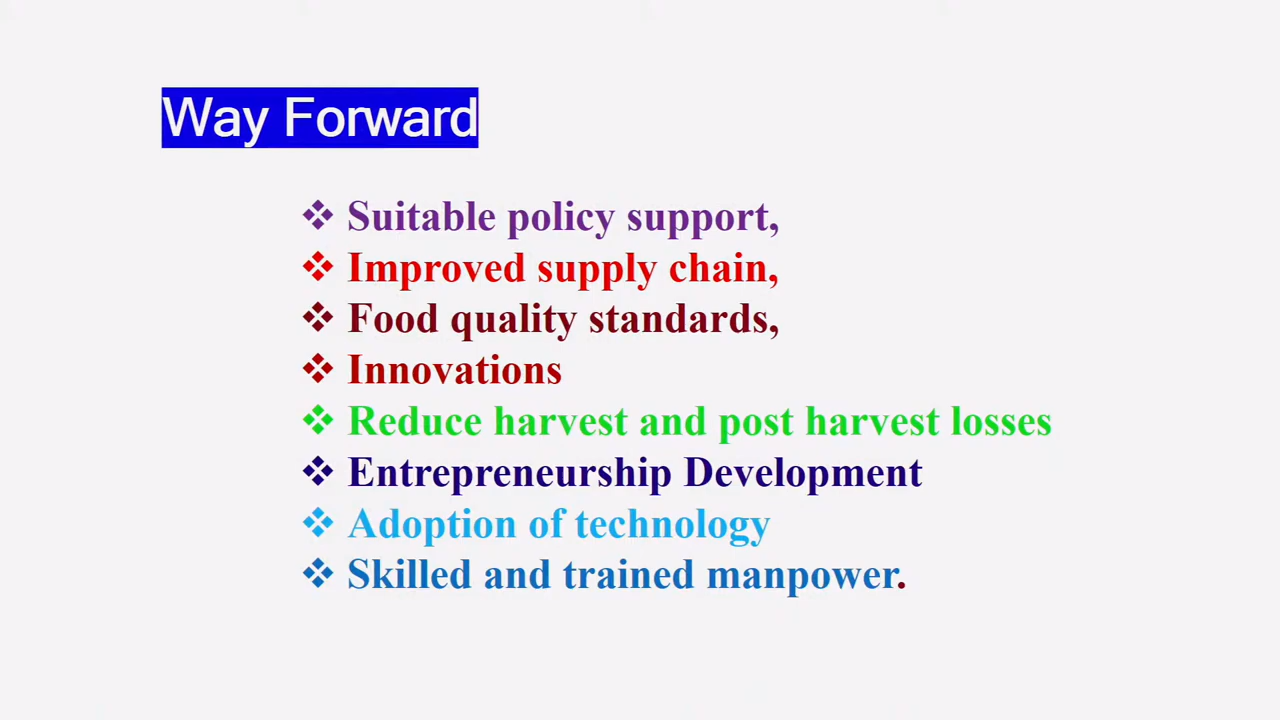 Way Forward
❖ Suitable policy support,
❖ Improved supply chain,
❖ Food quality standards,
❖ Innovations
❖ Reduce harvest and post harvest losses
❖ Entrepreneurship Development
❖ Adoption of technology
❖ Skilled and trained manpower.